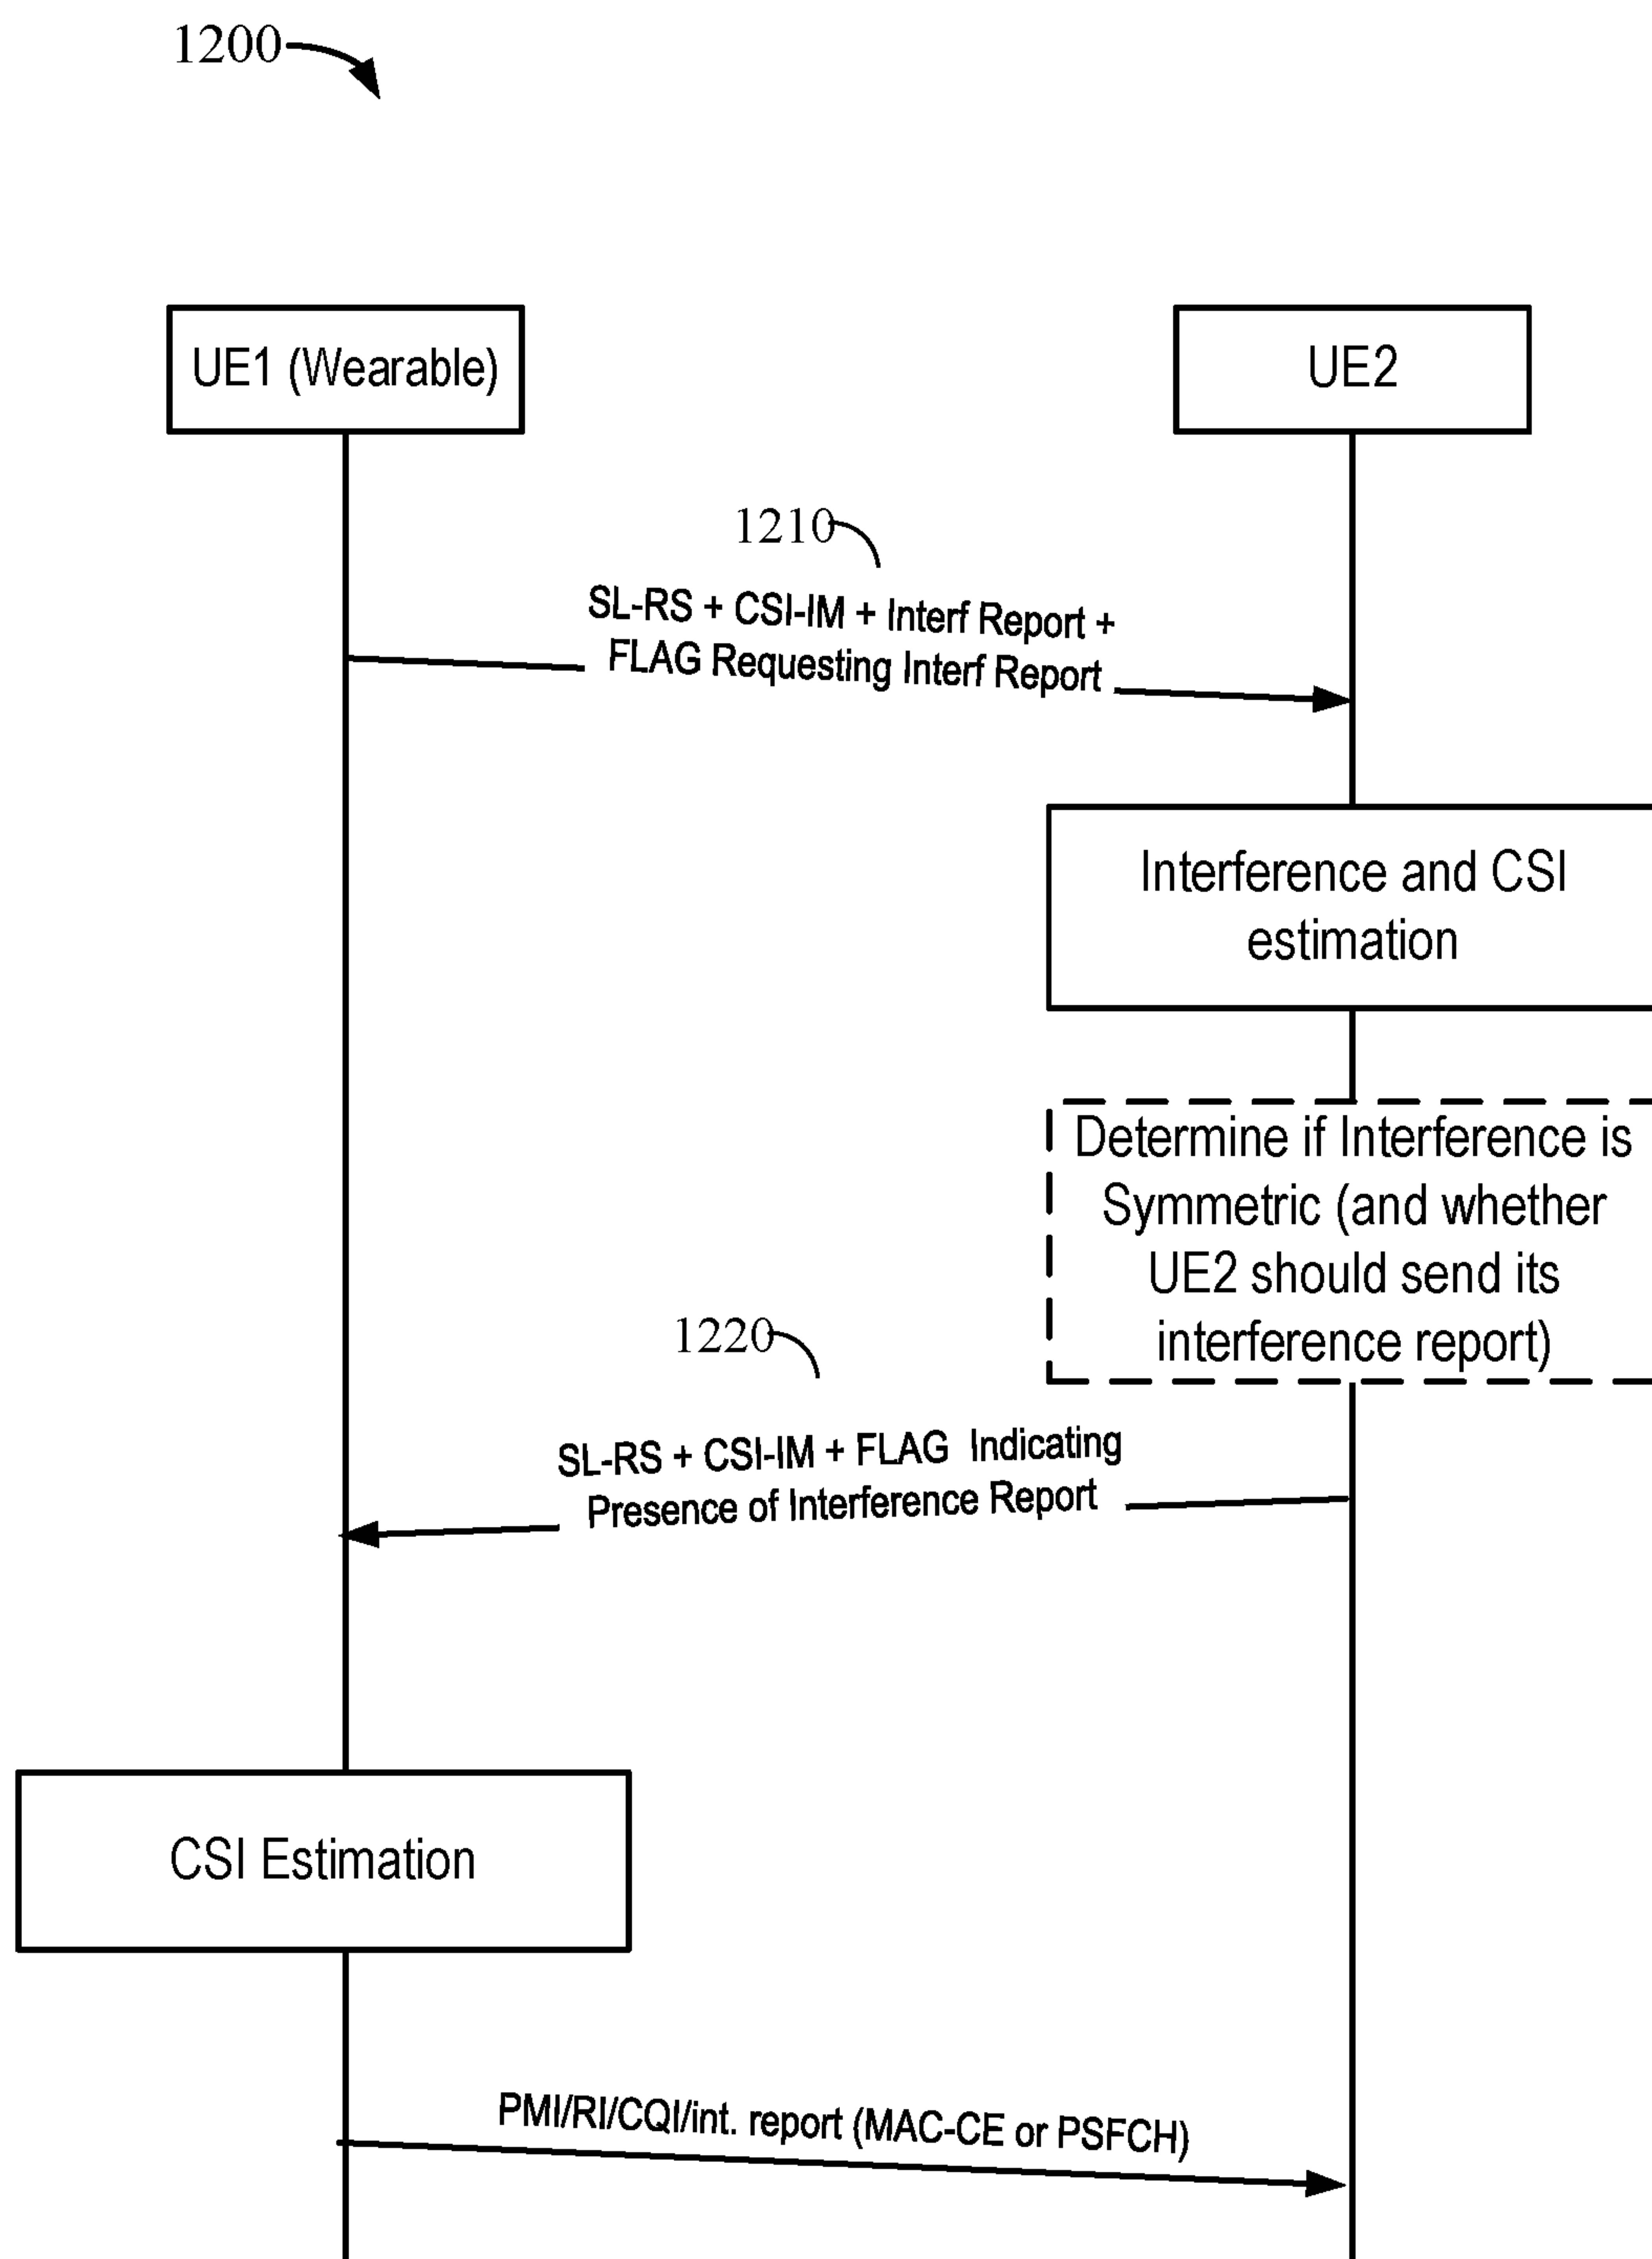 1200
UE1 (Wearable)
UE2
1210
SL-RS + CSI-IM + Interf Report +
FLAG Requesting Interf Report
Interference and CSI
estimation
Determine if Interference is
Symmetric (and whether
UE2 should send its
interference report)
1220
SL-RS + CSI-IM + FLAG Indicating
Presence of Interference Report
CSI Estimation
PMI/RI/CQI/int. report (MAC-CE or PSFCH)